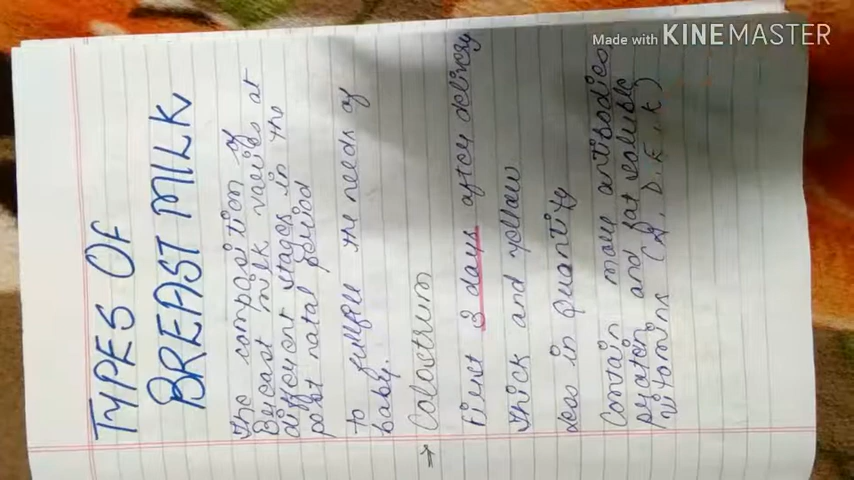 Made with KINEMASTER
TYPES OF
BREAST MILK
The composition of
Breast milk varies at
different stages in the
post natal period
to fulfill the needs of
baby.
→ Colostrum
First 3 days after delivery
Thick and yellow
Less in quantity
Contain more antibodies
protein and fat soluble
vitamins (A, D, E, K)